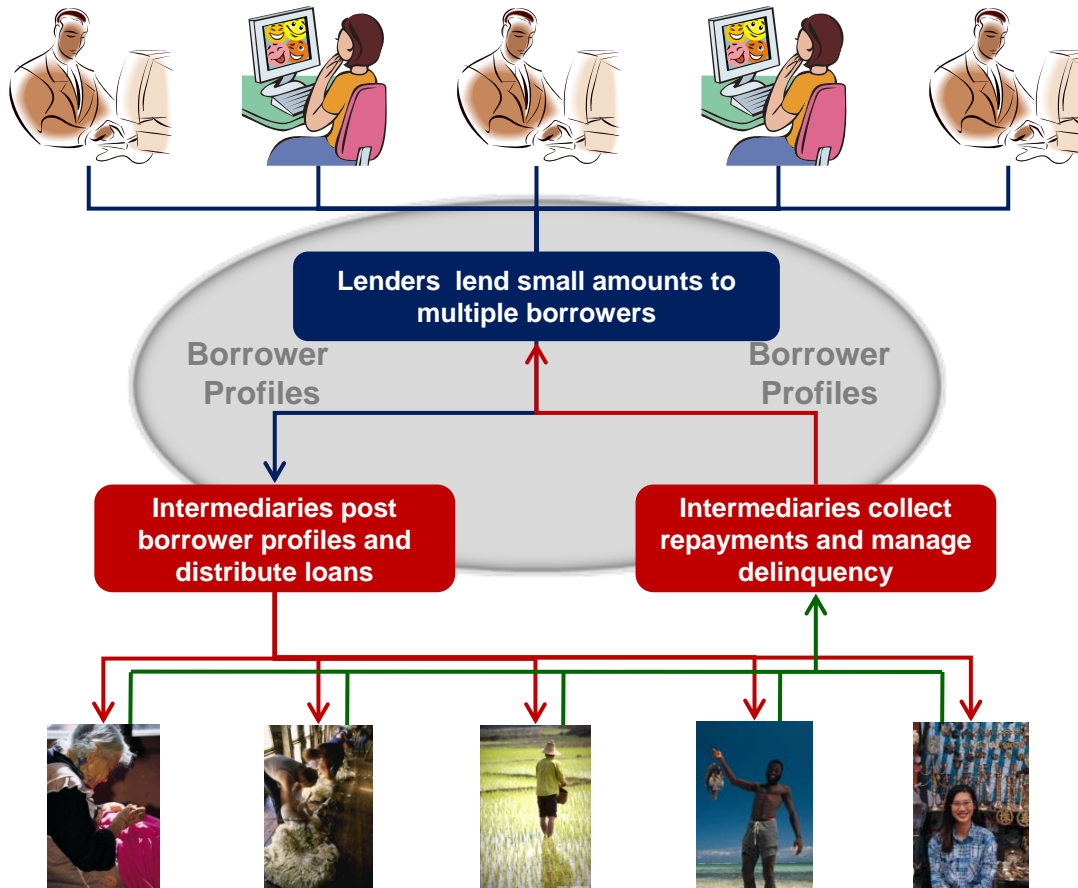 Lenders  lend small amounts to
multiple borrowers
Borrower
Profiles
Borrower
Profiles
Intermediaries post
borrower profiles and
distribute loans
Intermediaries collect
repayments and manage
delinquency